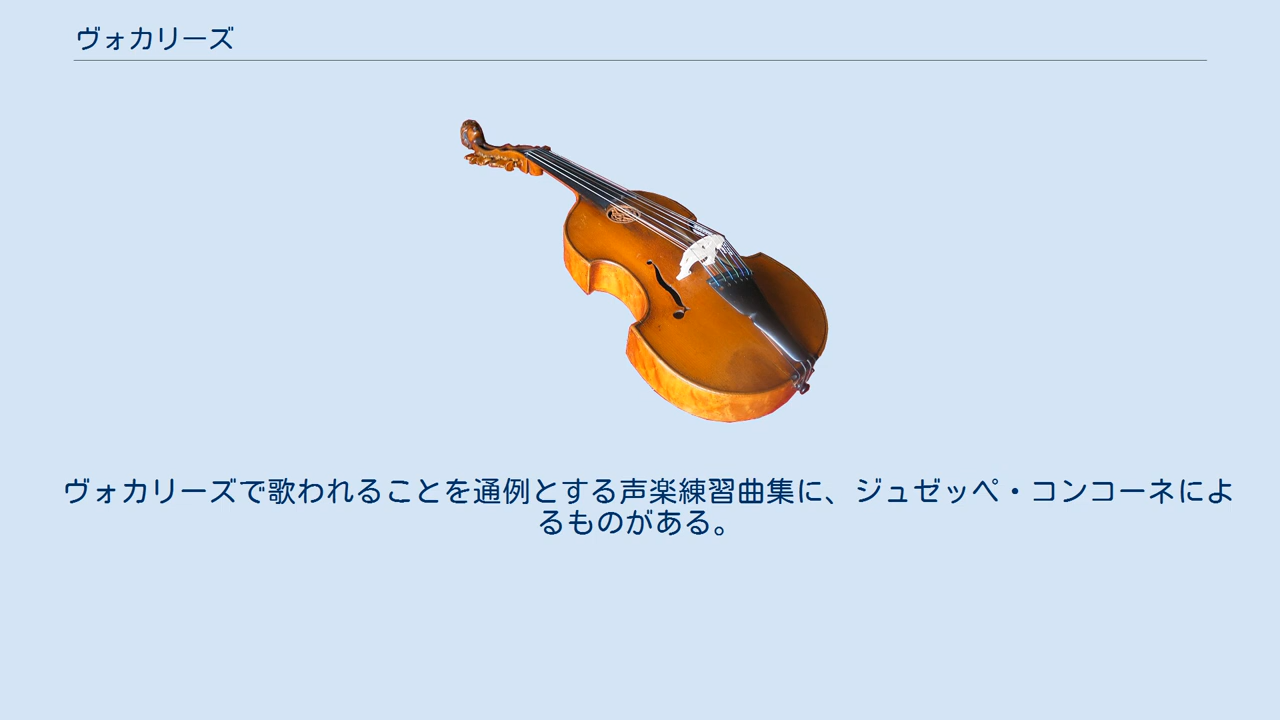 ヴォカリーズ
ヴォカリーズで歌われることを通例とする声楽練習曲集に、ジュゼッペ・コンコーネによ
るものがある。